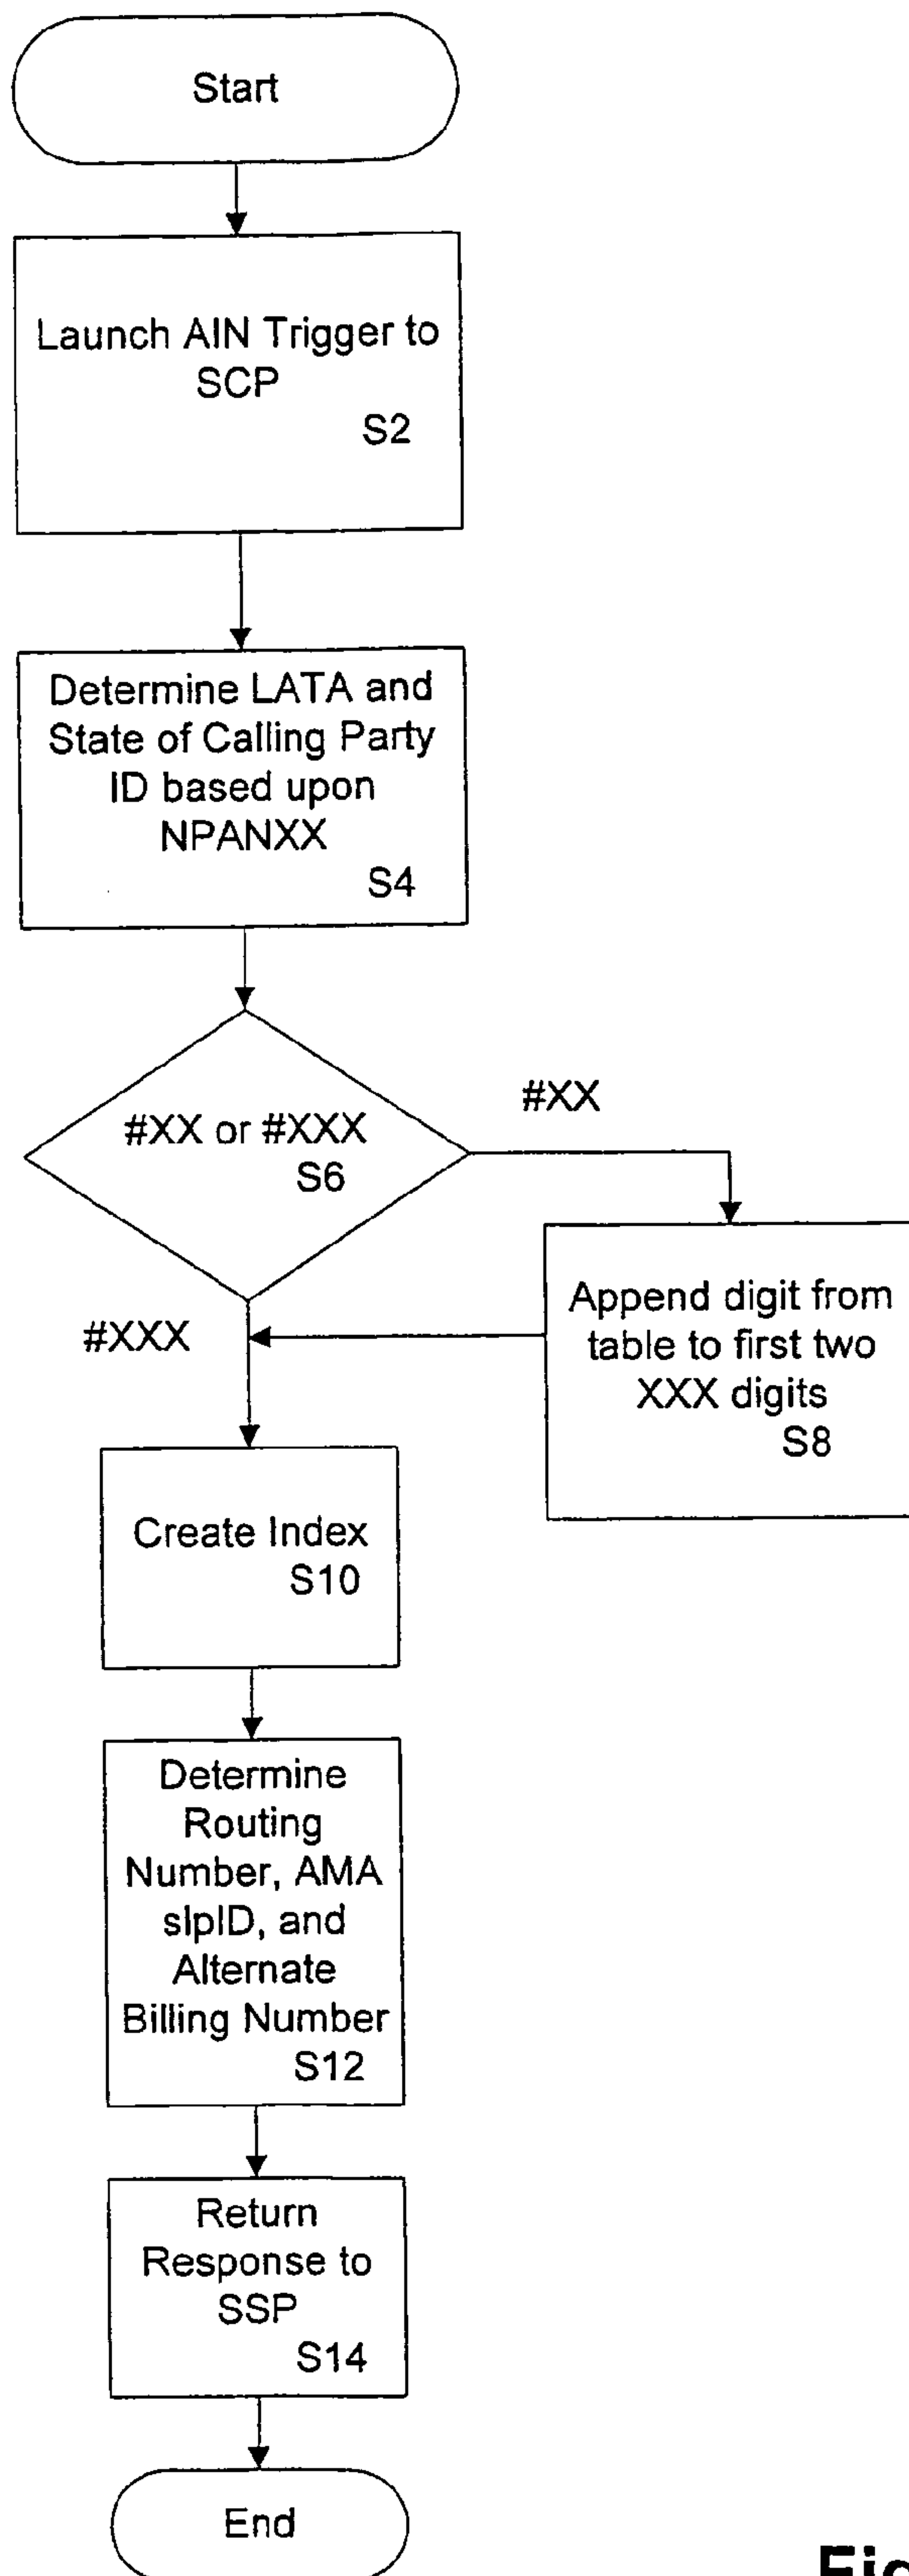 Start
Launch AIN Trigger to
SCP
S2
Determine LATA and
State of Calling Party
ID based upon
NPANXX
S4
#XX or #XXX
S6
#XX
Append digit from
table to first two
XXX digits
S8
#XXX
Create Index
S10
Determine
Routing
Number, AMA
slpID, and
Alternate
Billing Number
S12
Return
Response to
SSP
S14
End